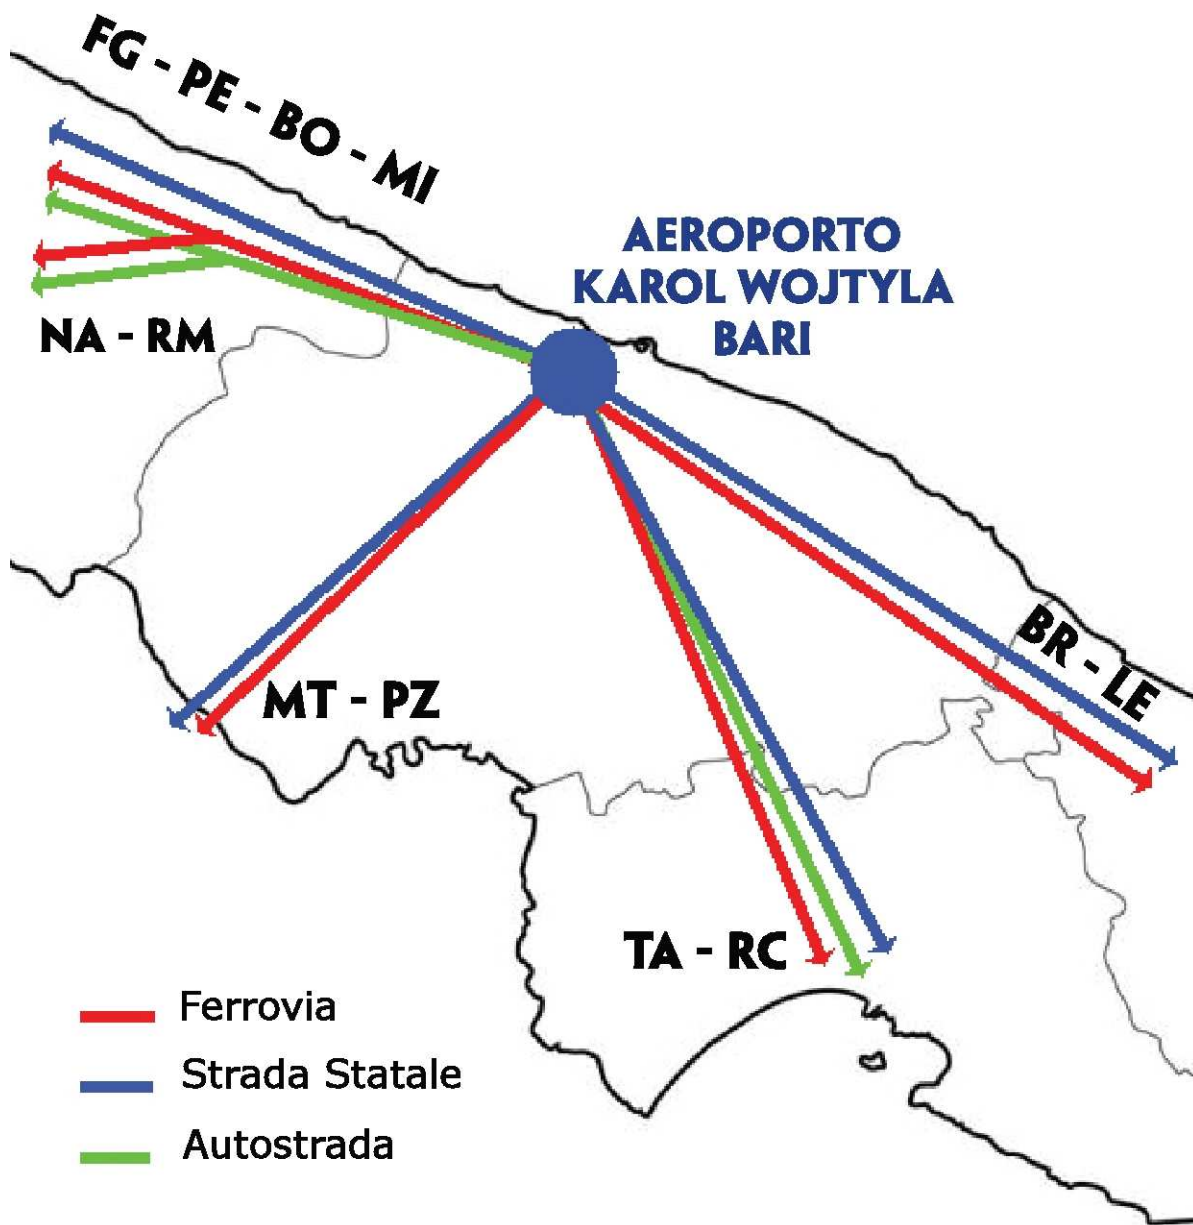 FG - PE - BO - MI
AEROPORTO
KAROL WOJTYLA
BARI
NA - RM
BR - LE
MT - PZ
TA - RC
Ferrovia
Strada Statale
Autostrada